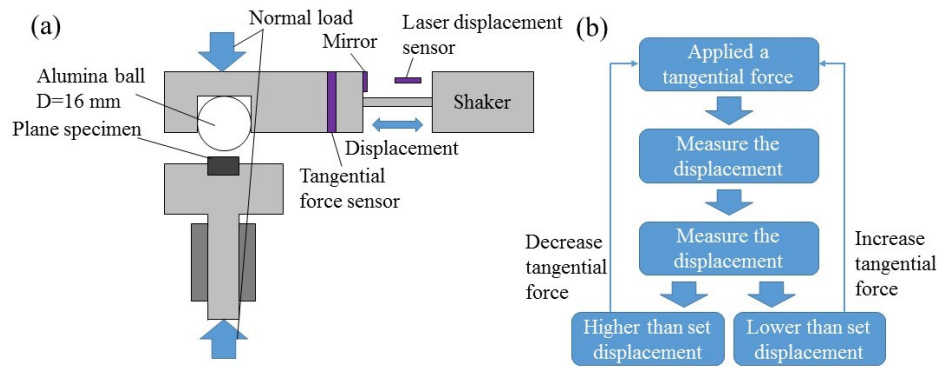 (a)
Normal load
Mirror
Laser displacement
sensor
Alumina ball
D=16 mm
Plane specimen
Shaker
Displacement
Tangential
force sensor
(b)
Applied a
tangential force
Measure the
displacement
Measure the
displacement
Decrease
tangential
force
Increase
tangential
force
Higher than set
displacement
Lower than set
displacement